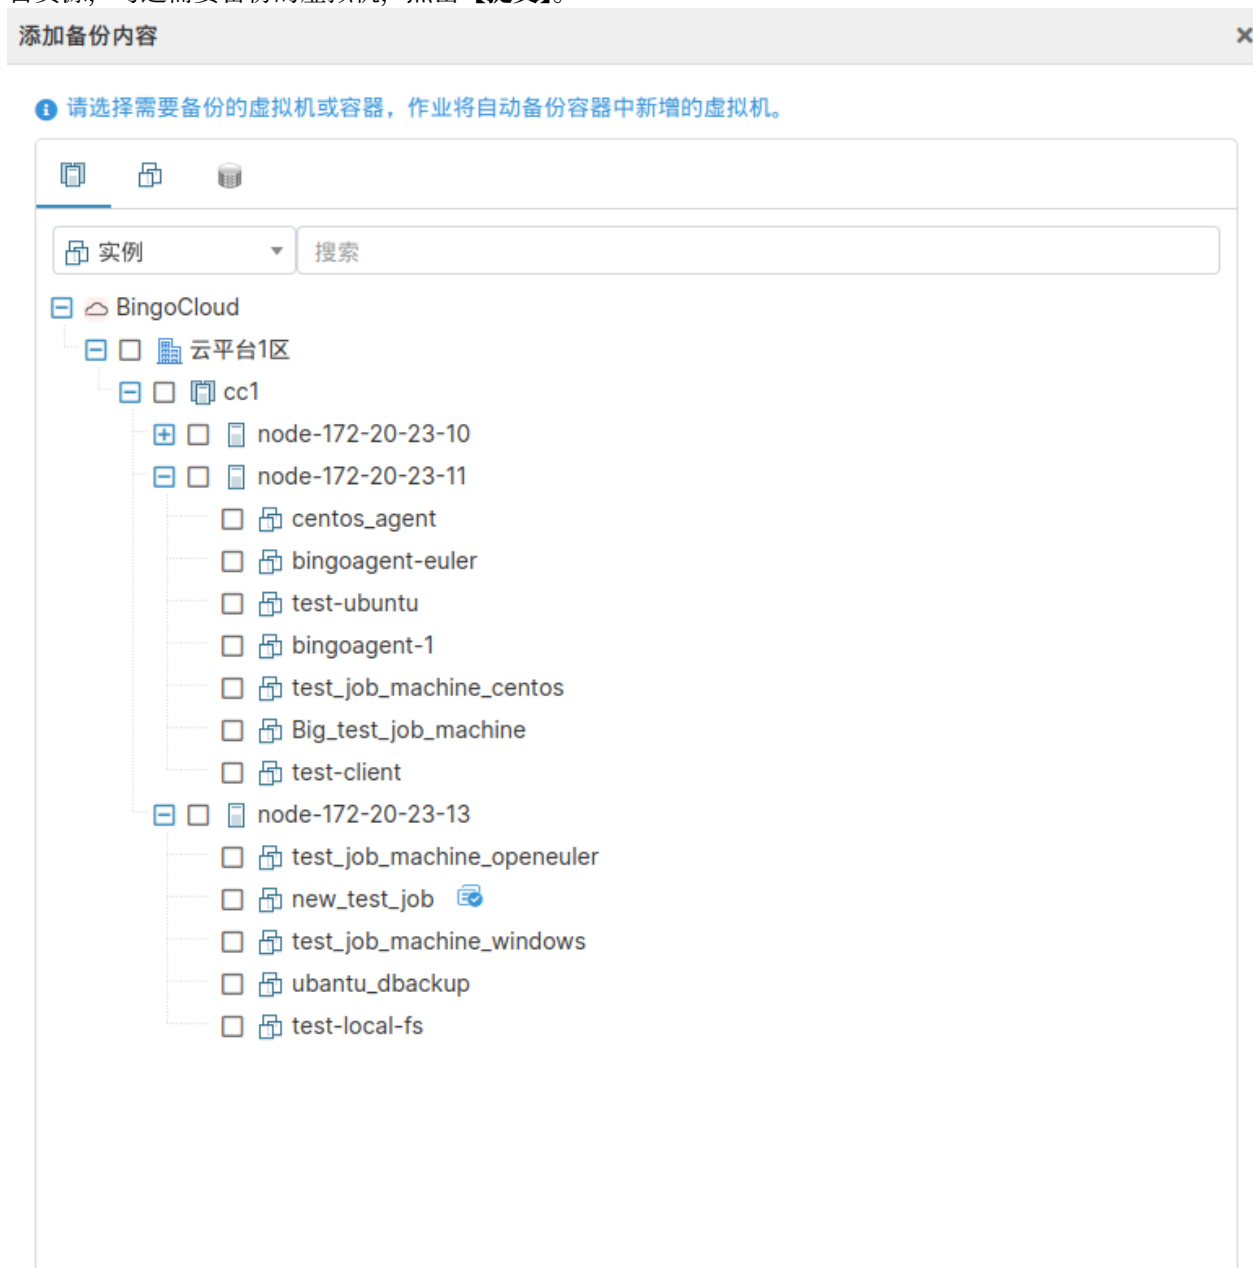 添加备份内容
请选择需要备份的虚拟机或容器，作业将自动备份容器中新增的虚拟机。
实例 搜索
BingoCloud
云平台1区
cc1
node-172-20-23-10
node-172-20-23-11
centos_agent
bingoagent-euler
test-ubuntu
bingoagent-1
test_job_machine_centos
Big_test_job_machine
test-client
node-172-20-23-13
test_job_machine_openeuler
new_test_job
test_job_machine_windows
ubantu_dbackup
test-local-fs